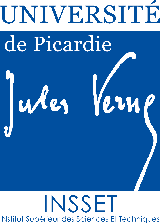 UNIVERSITÉ
de Picardie
Jules Verne
INSSET
Institut Supérieur des Sciences Et Techniques